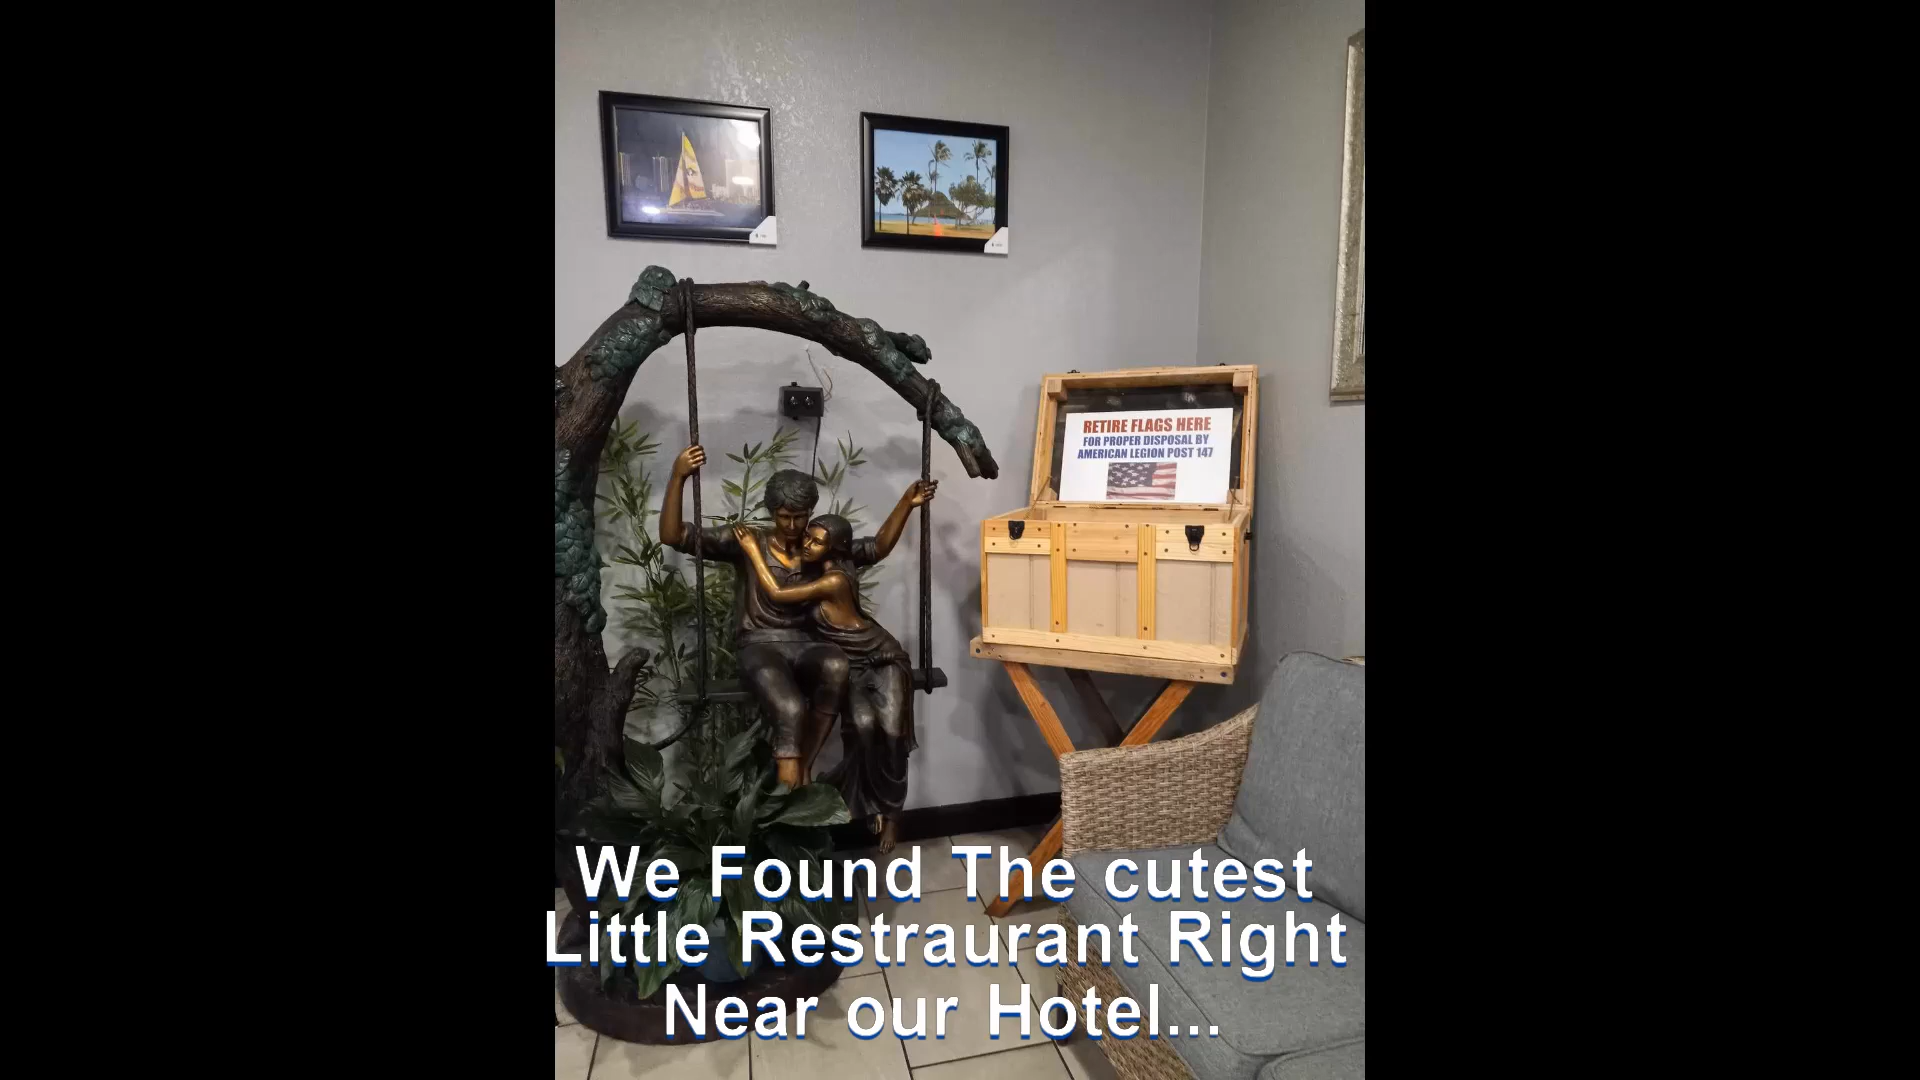 RETIRE FLAGS HERE
FOR PROPER DISPOSAL BY
AMERICAN LEGION POST 147
We Found The cutest
Little Restraurant Right
Near our Hotel...